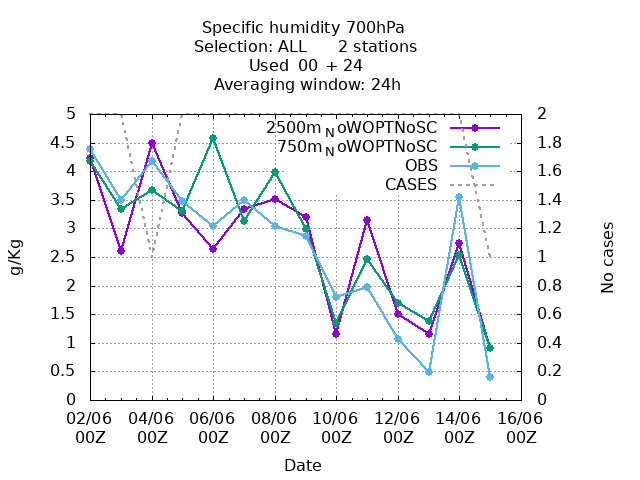 Specific humidity 700hPa
Selection: ALL 2 stations
Used 00 + 24
Averaging window: 24h
2500m NoWOPTNoSC
750m NoWOPTNoSC
OBS
CASES
5
4.5
4
3.5
3
2.5
2
1.5
1
0.5
0
2
1.8
1.6
1.4
1.2
1
0.8
0.6
0.4
0.2
0
g/Kg
No cases
02/06 04/06 06/06 08/06 10/06 12/06 14/06 16/06
00Z 00Z 00Z 00Z 00Z 00Z 00Z 00Z
Date